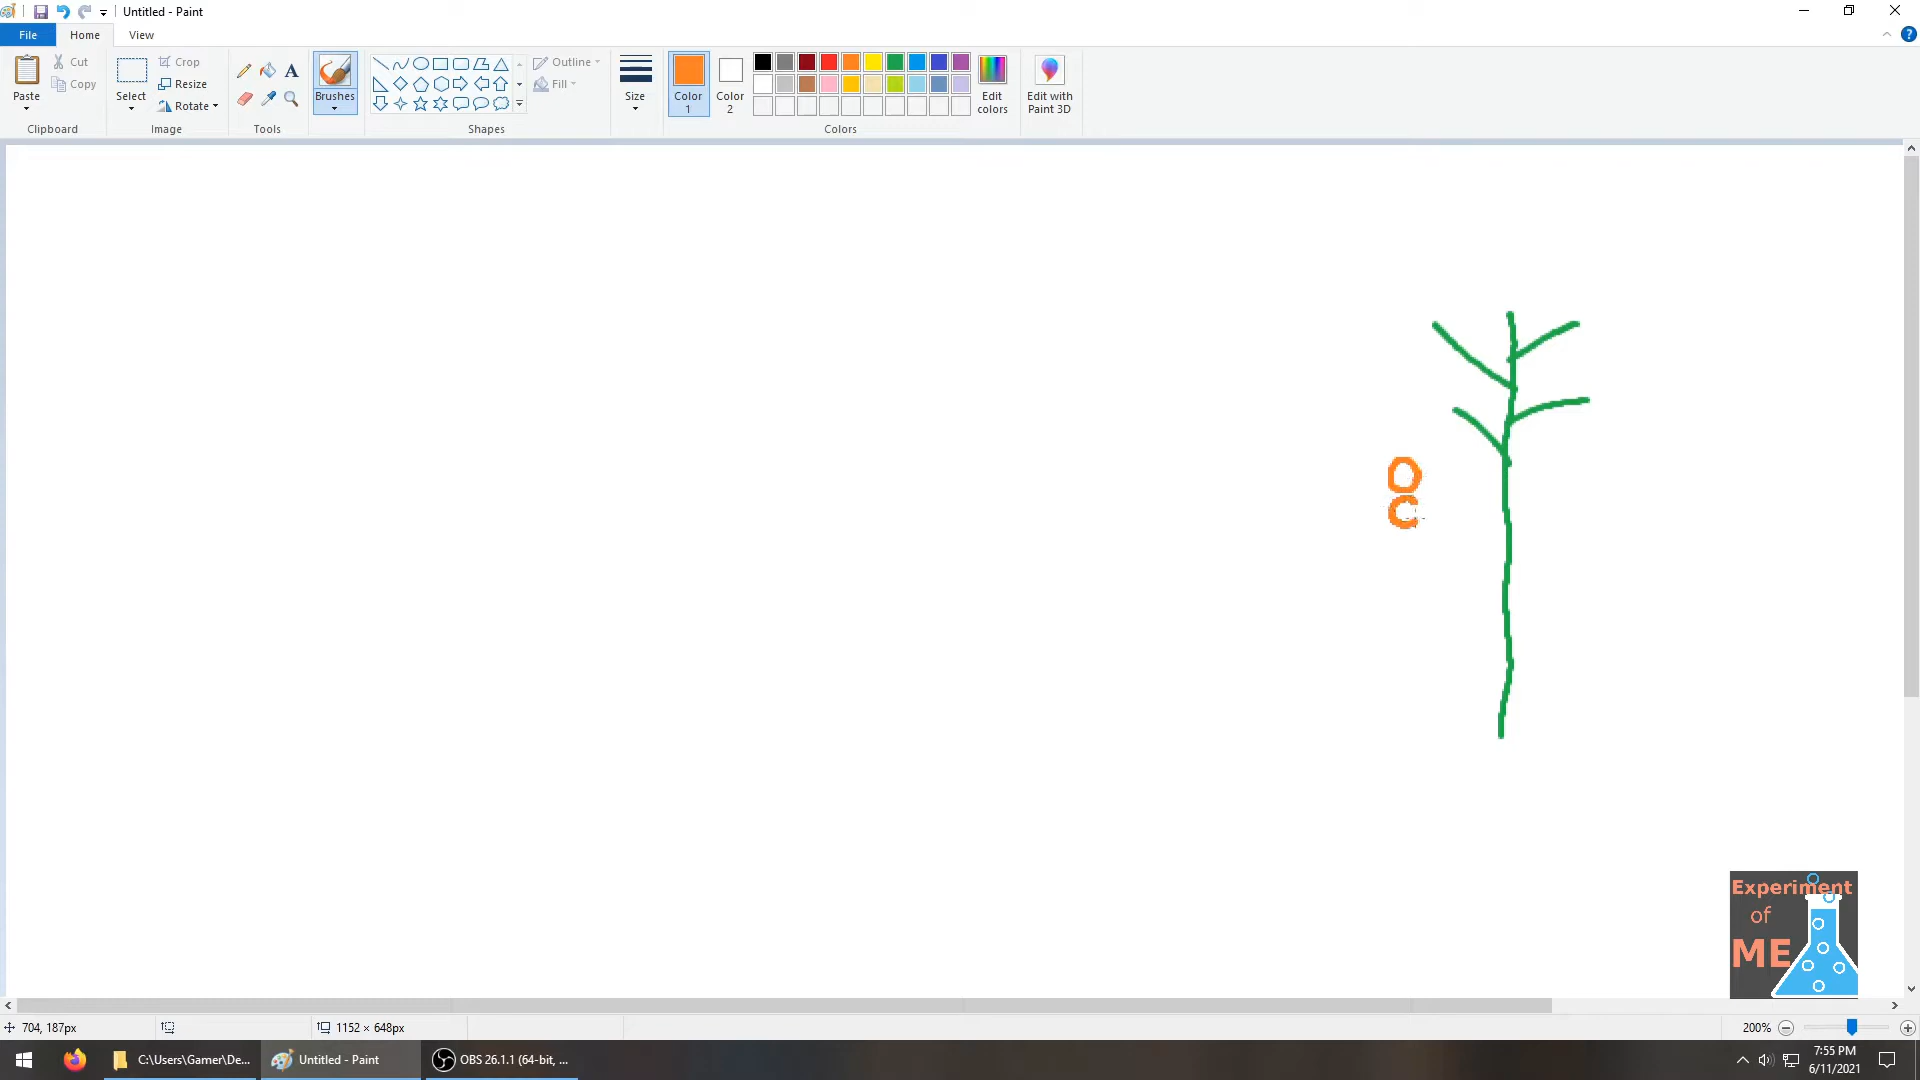 Untitled - Paint
File Home View
Cut
Copy
Paste
Clipboard
Crop
Resize
Rotate
Select
Image
Tools
Brushes
Outline
Fill
Shapes
Size
Color 1
Color 2
Edit colors
Edit with Paint 3D
Colors
Experiment
of
ME
704, 187px
1152 × 648px
200%
C:\Users\Gamer\De...
Untitled - Paint
OBS 26.1.1 (64-bit, ...
7:55 PM
6/11/2021